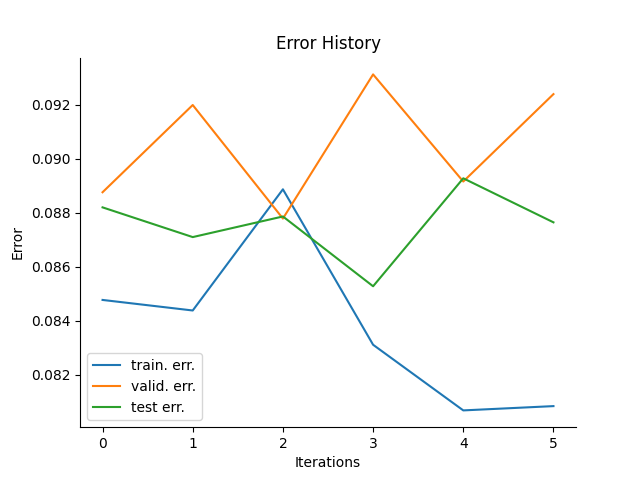 Error History
Error
0.092
0.090
0.088
0.086
0.084
0.082
train. err.
valid. err.
test err.
0 1 2 3 4 5
Iterations